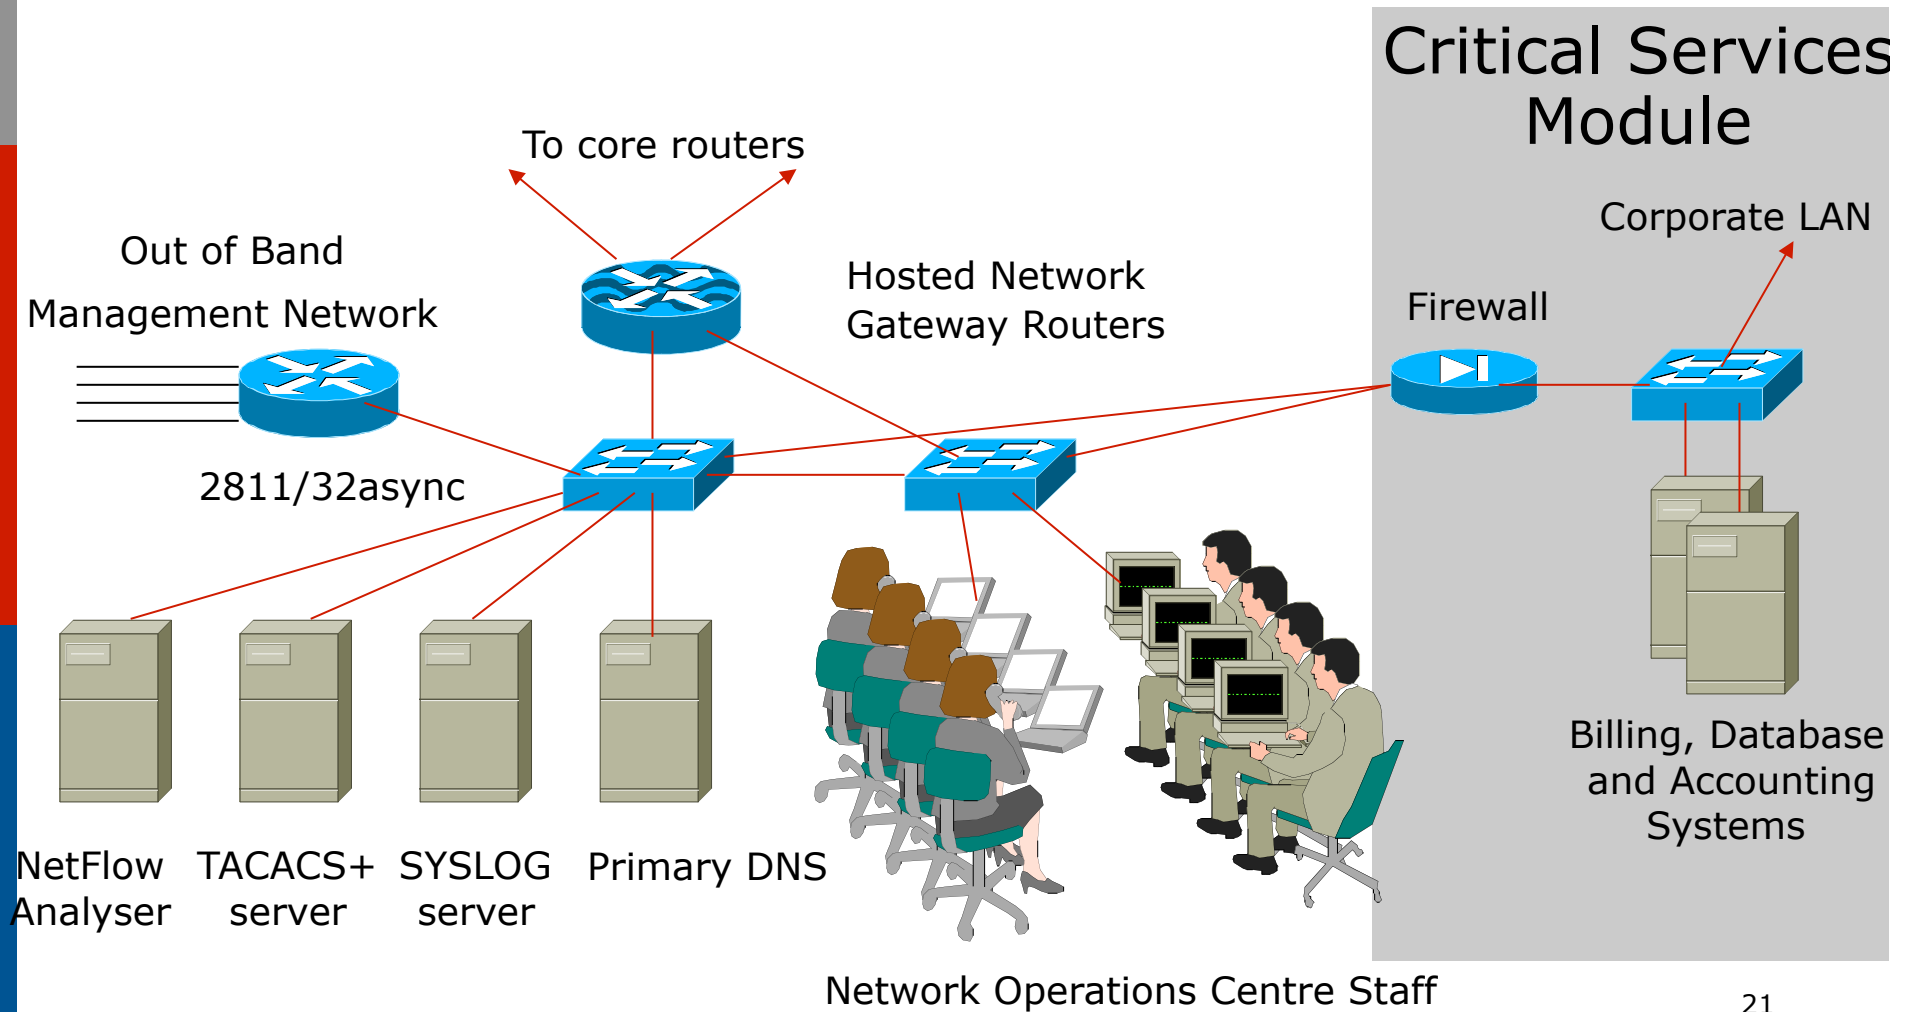 Critical Services
Module
To core routers
Corporate LAN
Out of Band
Management Network
Hosted Network
Gateway Routers
Firewall
2811/32async
Billing, Database
and Accounting
Systems
NetFlow
Analyser
TACACS+
server
SYSLOG
server
Primary DNS
Network Operations Centre Staff
21